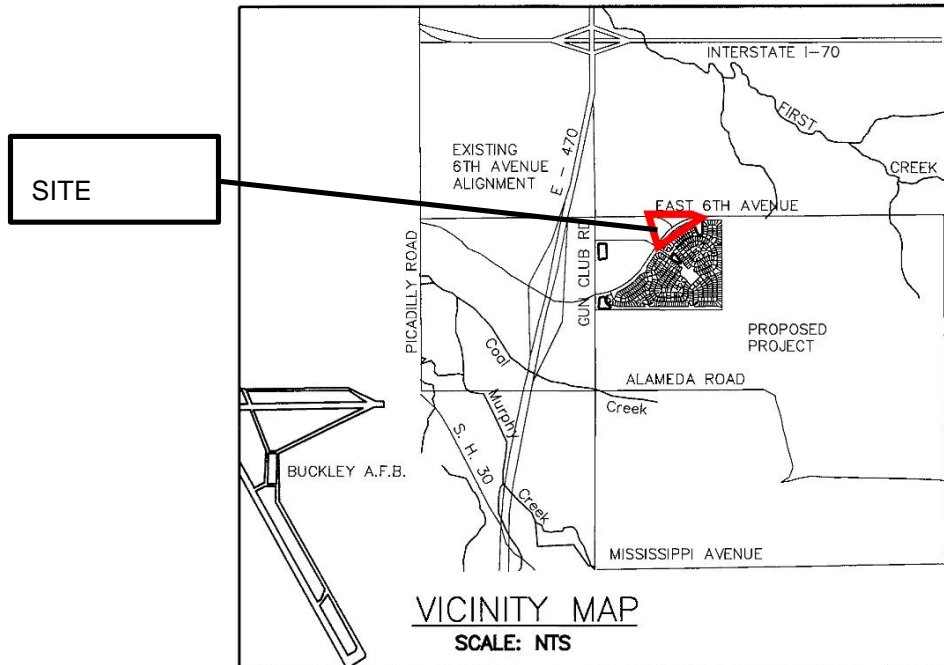 INTERSTATE I-70
FIRST
CREEK
EXISTING
6TH AVENUE
ALIGNMENT
E - 470
SITE
EAST 6TH AVENUE
PICADILLY ROAD
GUN CLUB RD
PROPOSED
PROJECT
Coal
Creek
ALAMEDA ROAD
Murphy
Creek
S. H. 30
BUCKLEY A.F.B.
MISSISSIPPI AVENUE
VICINITY MAP
SCALE: NTS